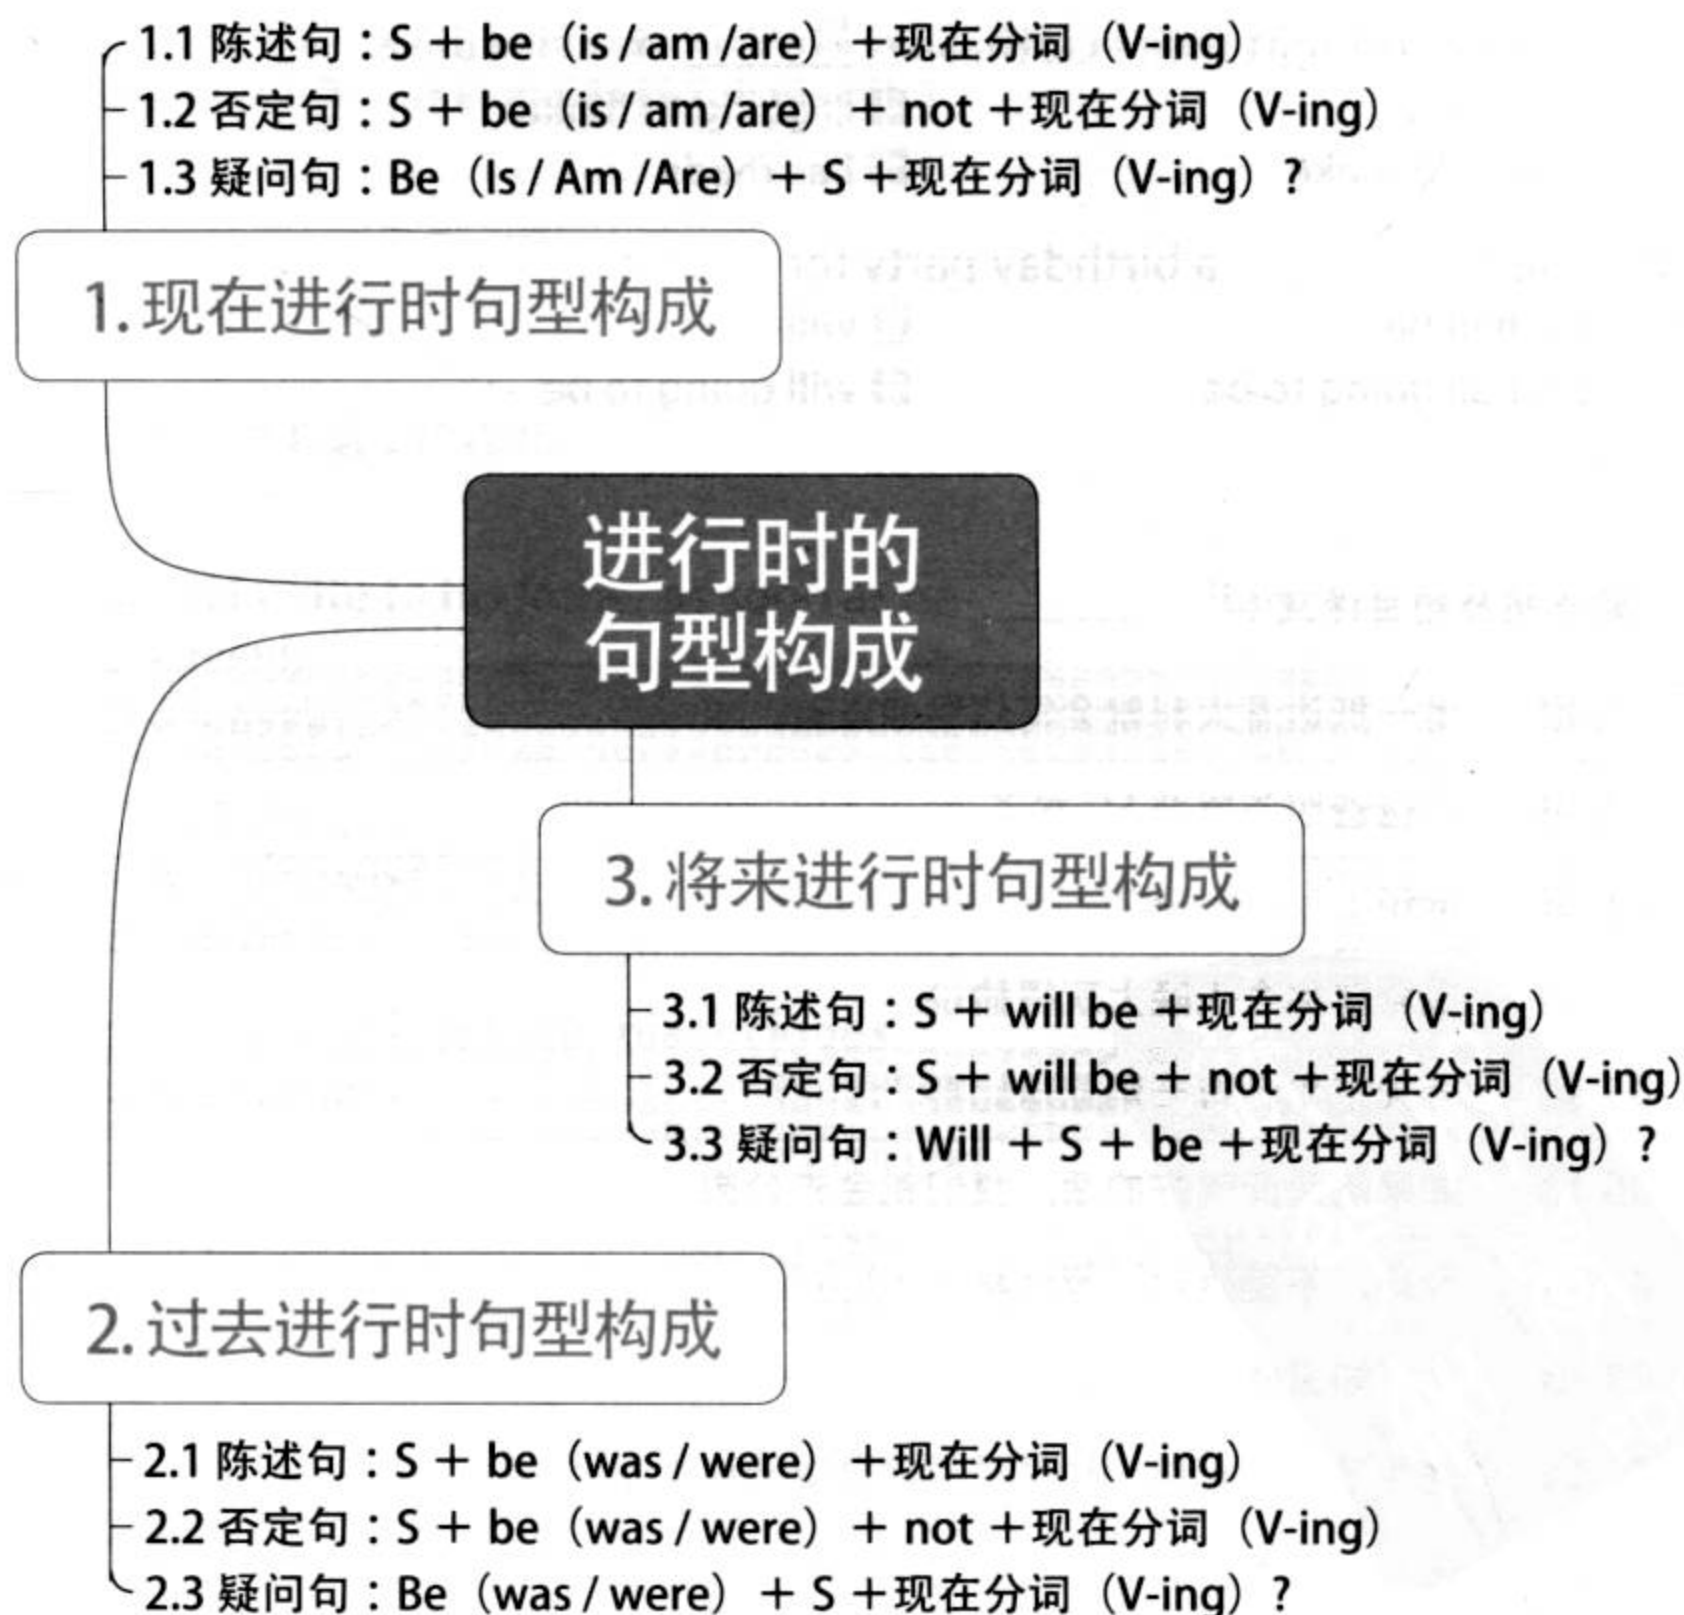 1.1 陈述句：S + be（is / am /are）+现在分词（V-ing）
1.2 否定句：S + be（is / am /are）+ not +现在分词（V-ing）
1.3 疑问句：Be（Is / Am /Are）+ S +现在分词（V-ing）?
1.现在进行时句型构成
进行时的
句型构成
3.将来进行时句型构成
3.1 陈述句：S + will be +现在分词（V-ing）
3.2 否定句：S + will be + not +现在分词（V-ing）
3.3 疑问句：Will + S + be +现在分词（V-ing）?
2.过去进行时句型构成
2.1 陈述句：S + be（was / were）+现在分词（V-ing）
2.2 否定句：S + be（was / were）+ not +现在分词（V-ing）
2.3 疑问句：Be（was / were）+ S +现在分词（V-ing）?